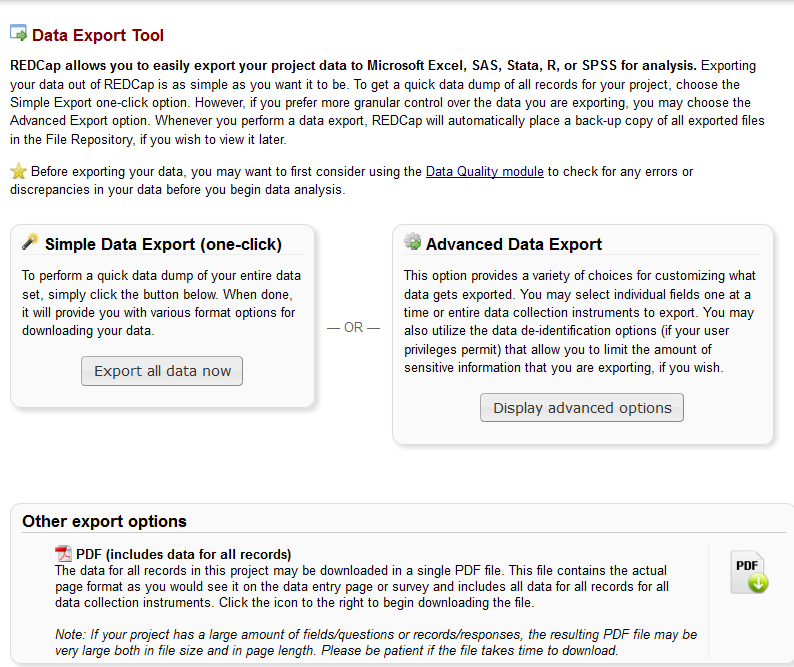 Data Export Tool
REDCap allows you to easily export your project data to Microsoft Excel, SAS, Stata, R, or SPSS for analysis. Exporting
your data out of REDCap is as simple as you want it to be. To get a quick data dump of all records for your project, choose the
Simple Export one-click option. However, if you prefer more granular control over the data you are exporting, you may choose the
Advanced Export option. Whenever you perform a data export, REDCap will automatically place a back-up copy of all exported files
in the File Repository, if you wish to view it later.
Before exporting your data, you may want to first consider using the Data Quality module to check for any errors or
discrepancies in your data before you begin data analysis.
Simple Data Export (one-click)
To perform a quick data dump of your entire data
set, simply click the button below. When done,
it will provide you with various format options for
downloading your data.
Export all data now
— OR —
Advanced Data Export
This option provides a variety of choices for customizing what
data gets exported. You may select individual fields one at a
time or entire data collection instruments to export. You may
also utilize the data de-identification options (if your user
privileges permit) that allow you to limit the amount of
sensitive information that you are exporting, if you wish.
Display advanced options
Other export options
PDF (includes data for all records)
The data for all records in this project may be downloaded in a single PDF file. This file contains the actual
page format as you would see it on the data entry page or survey and includes all data for all records for all
data collection instruments. Click the icon to the right to begin downloading the file.
Note: If your project has a large amount of fields/questions or records/responses, the resulting PDF file may be
very large both in file size and in page length. Please be patient if the file takes time to download.
PDF